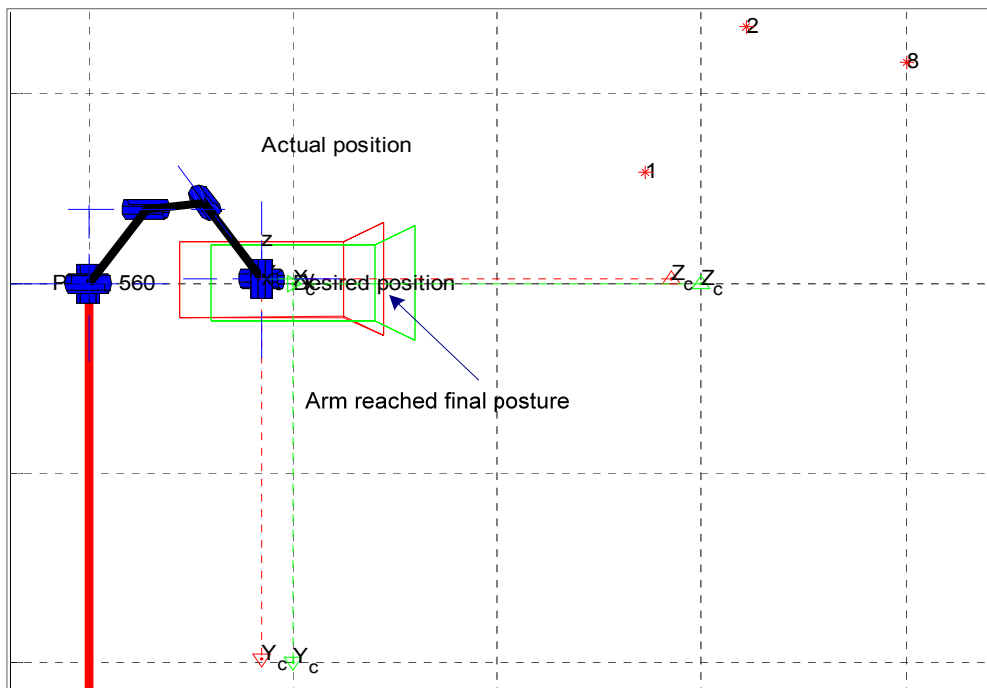 2
8
1
Actual position
z
P 560
X
X
c
Desired position
Z
c
Z
c
Arm reached final posture
Y
c
Y
c